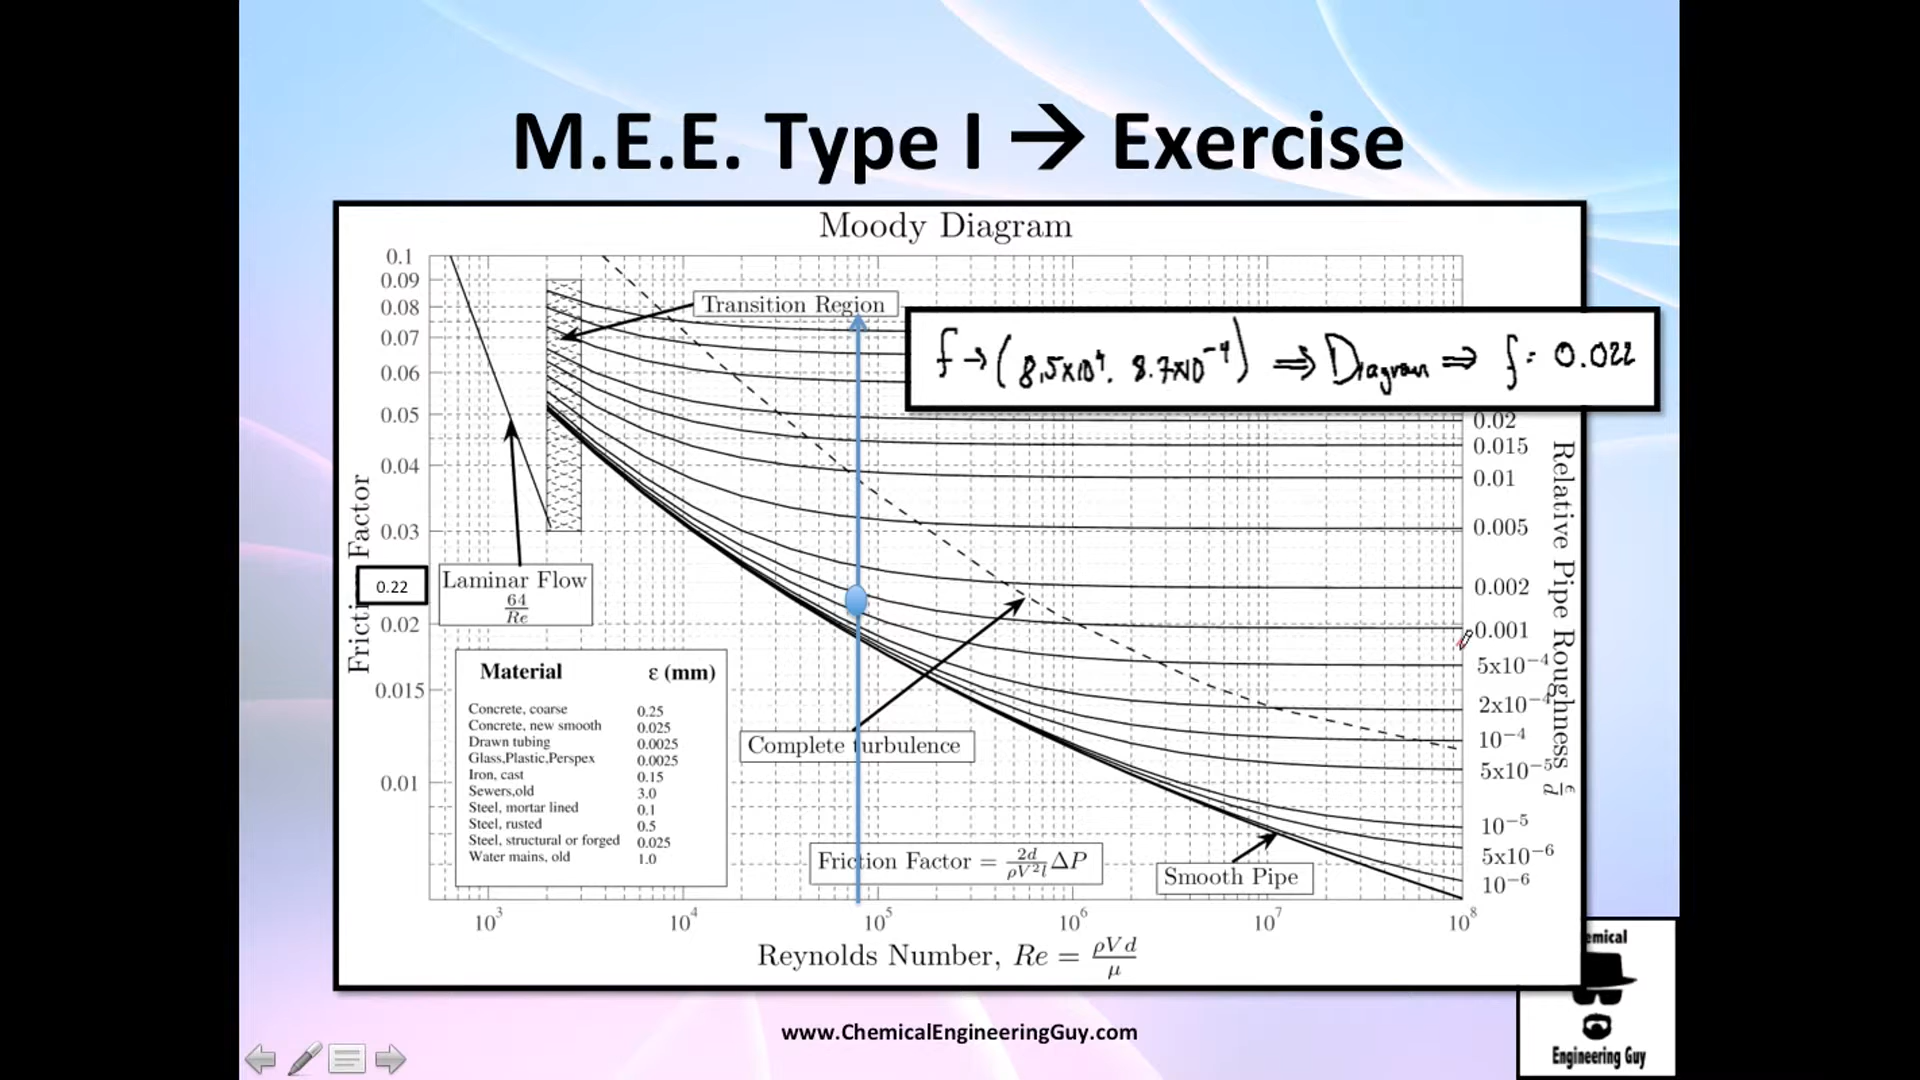 M.E.E. Type I → Exercise
Moody Diagram
0.1
0.09
0.08
0.07
0.06
0.05
0.04
0.03
0.02
0.015
0.01
Friction Factor
0.22
Transition Region
f → (8.5x10⁴. 8.7x10⁻⁴) ⇒ Diagram ⇒ f = 0.022
Laminar Flow
64
Re
Material ε (mm)
Concrete, coarse 0.25
Concrete, new smooth 0.025
Drawn tubing 0.0025
Glass,Plastic,Perspex 0.0025
Iron, cast 0.15
Sewers,old 3.0
Steel, mortar lined 0.1
Steel, rusted 0.5
Steel, structural or forged 0.025
Water mains, old 1.0
Complete turbulence
Friction Factor = 2d/ρV²l ΔP
Smooth Pipe
0.02
0.015
0.01
0.005
0.002
0.001
5x10⁻⁴
2x10⁻⁴
10⁻⁴
5x10⁻⁵
10⁻⁵
5x10⁻⁶
10⁻⁶
Relative Pipe Roughness ε/d
10³ 10⁴ 10⁵ 10⁶ 10⁷ 10⁸
Reynolds Number, Re = ρVd/μ
www.ChemicalEngineeringGuy.com
emical
Engineering Guy